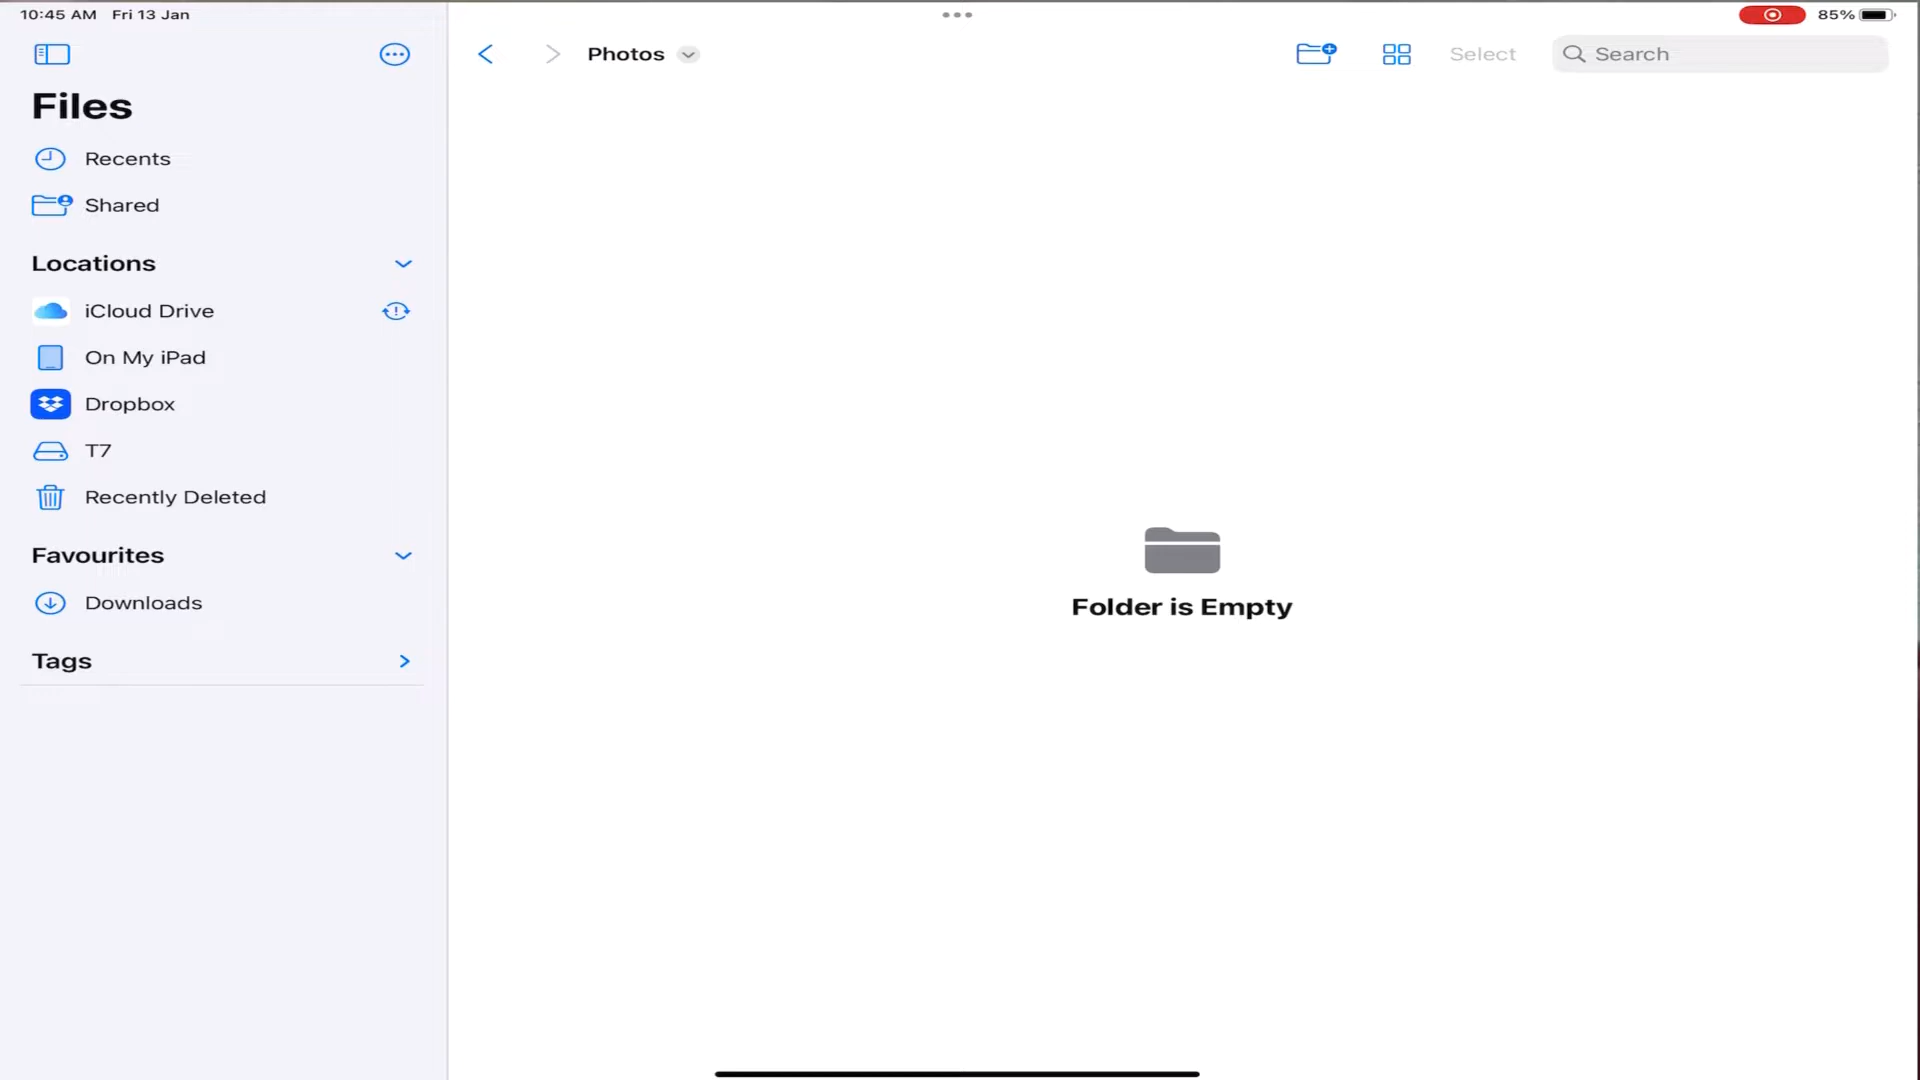 10:45 AM Fri 13 Jan
85%
Photos
Select
Search
Files
Recents
Shared
Locations
iCloud Drive
On My iPad
Dropbox
T7
Recently Deleted
Favourites
Downloads
Tags
Folder is Empty